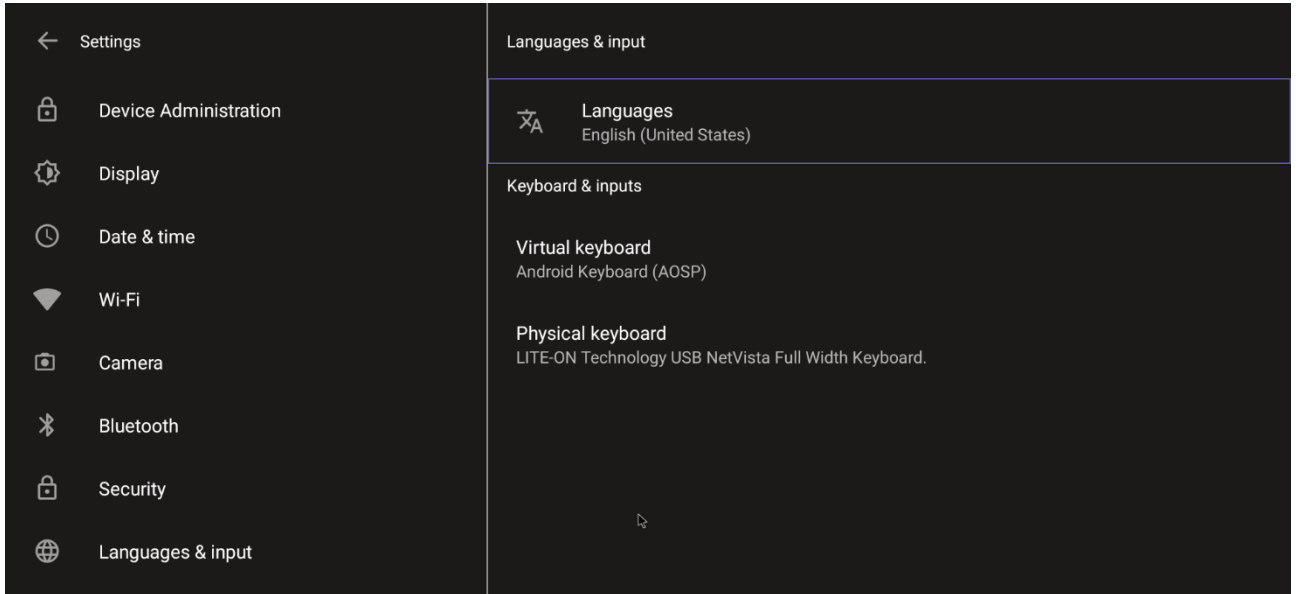 Settings
Device Administration
Display
Date & time
Wi-Fi
Camera
Bluetooth
Security
Languages & input
Languages & input
Languages
English (United States)
Keyboard & inputs
Virtual keyboard
Android Keyboard (AOSP)
Physical keyboard
LITE-ON Technology USB NetVista Full Width Keyboard.